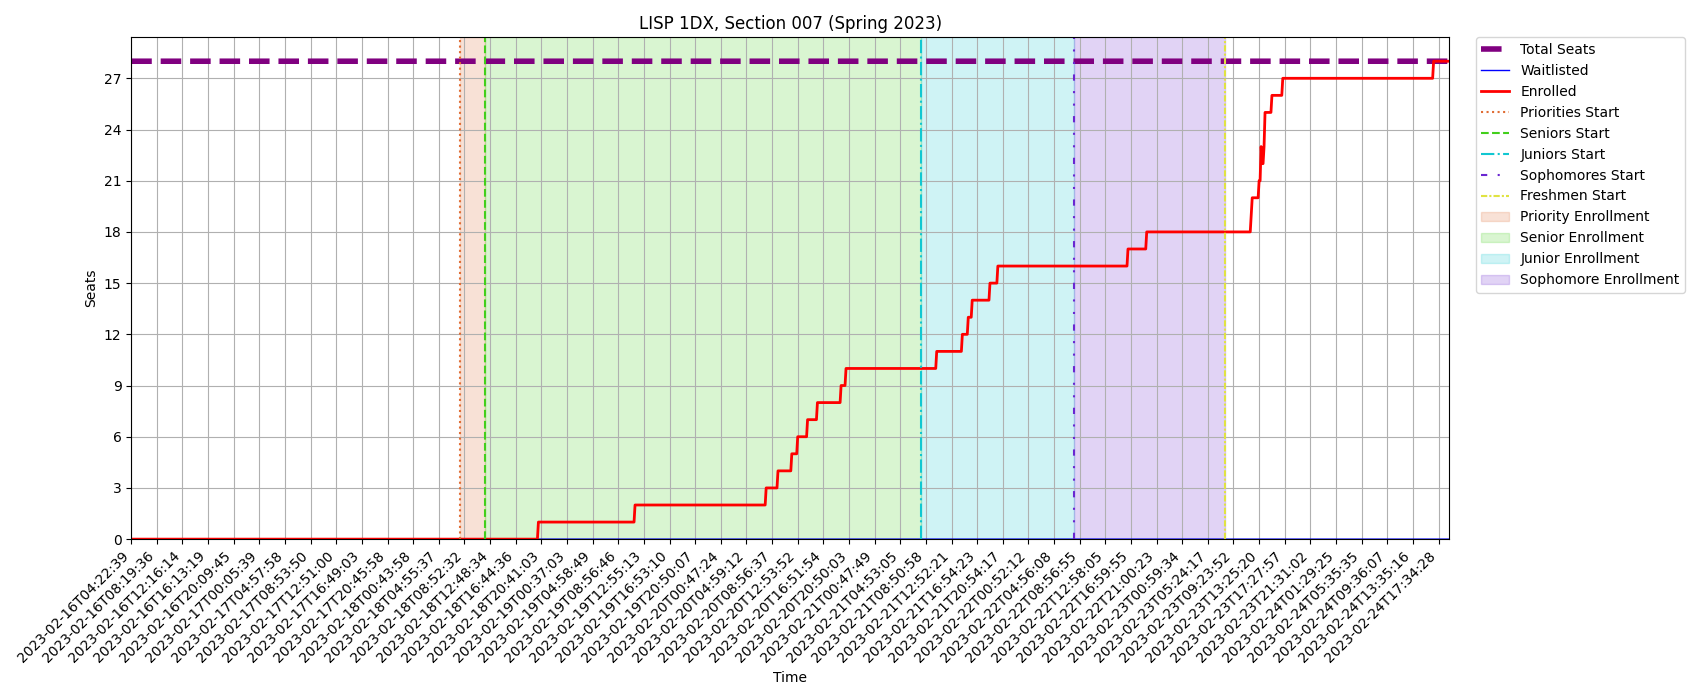 LISP 1DX, Section 007 (Spring 2023)
Seats
27
24
21
18
15
12
9
6
3
0
2023-02-16T04:22:39
2023-02-16T08:19:36
2023-02-16T12:16:14
2023-02-16T16:13:19
2023-02-16T20:09:45
2023-02-17T00:05:39
2023-02-17T04:57:58
2023-02-17T08:53:50
2023-02-17T12:51:00
2023-02-17T16:49:03
2023-02-17T20:45:58
2023-02-18T00:43:58
2023-02-18T04:55:37
2023-02-18T08:52:32
2023-02-18T12:48:34
2023-02-18T16:44:36
2023-02-18T20:41:03
2023-02-19T00:37:03
2023-02-19T04:58:49
2023-02-19T08:56:46
2023-02-19T12:55:13
2023-02-19T16:53:10
2023-02-19T20:50:07
2023-02-20T00:47:24
2023-02-20T04:59:12
2023-02-20T08:56:37
2023-02-20T12:53:52
2023-02-20T16:51:54
2023-02-20T20:50:03
2023-02-21T00:47:49
2023-02-21T04:53:05
2023-02-21T08:50:58
2023-02-21T12:52:21
2023-02-21T16:54:23
2023-02-21T20:54:17
2023-02-22T00:52:12
2023-02-22T04:56:08
2023-02-22T08:56:55
2023-02-22T12:58:05
2023-02-22T16:59:55
2023-02-22T21:00:23
2023-02-23T00:59:34
2023-02-23T05:24:17
2023-02-23T09:23:52
2023-02-23T13:25:20
2023-02-23T17:27:57
2023-02-23T21:31:02
2023-02-24T01:29:25
2023-02-24T05:35:35
2023-02-24T09:36:07
2023-02-24T13:35:16
2023-02-24T17:34:28
Time
Total Seats
Waitlisted
Enrolled
Priorities Start
Seniors Start
Juniors Start
Sophomores Start
Freshmen Start
Priority Enrollment
Senior Enrollment
Junior Enrollment
Sophomore Enrollment